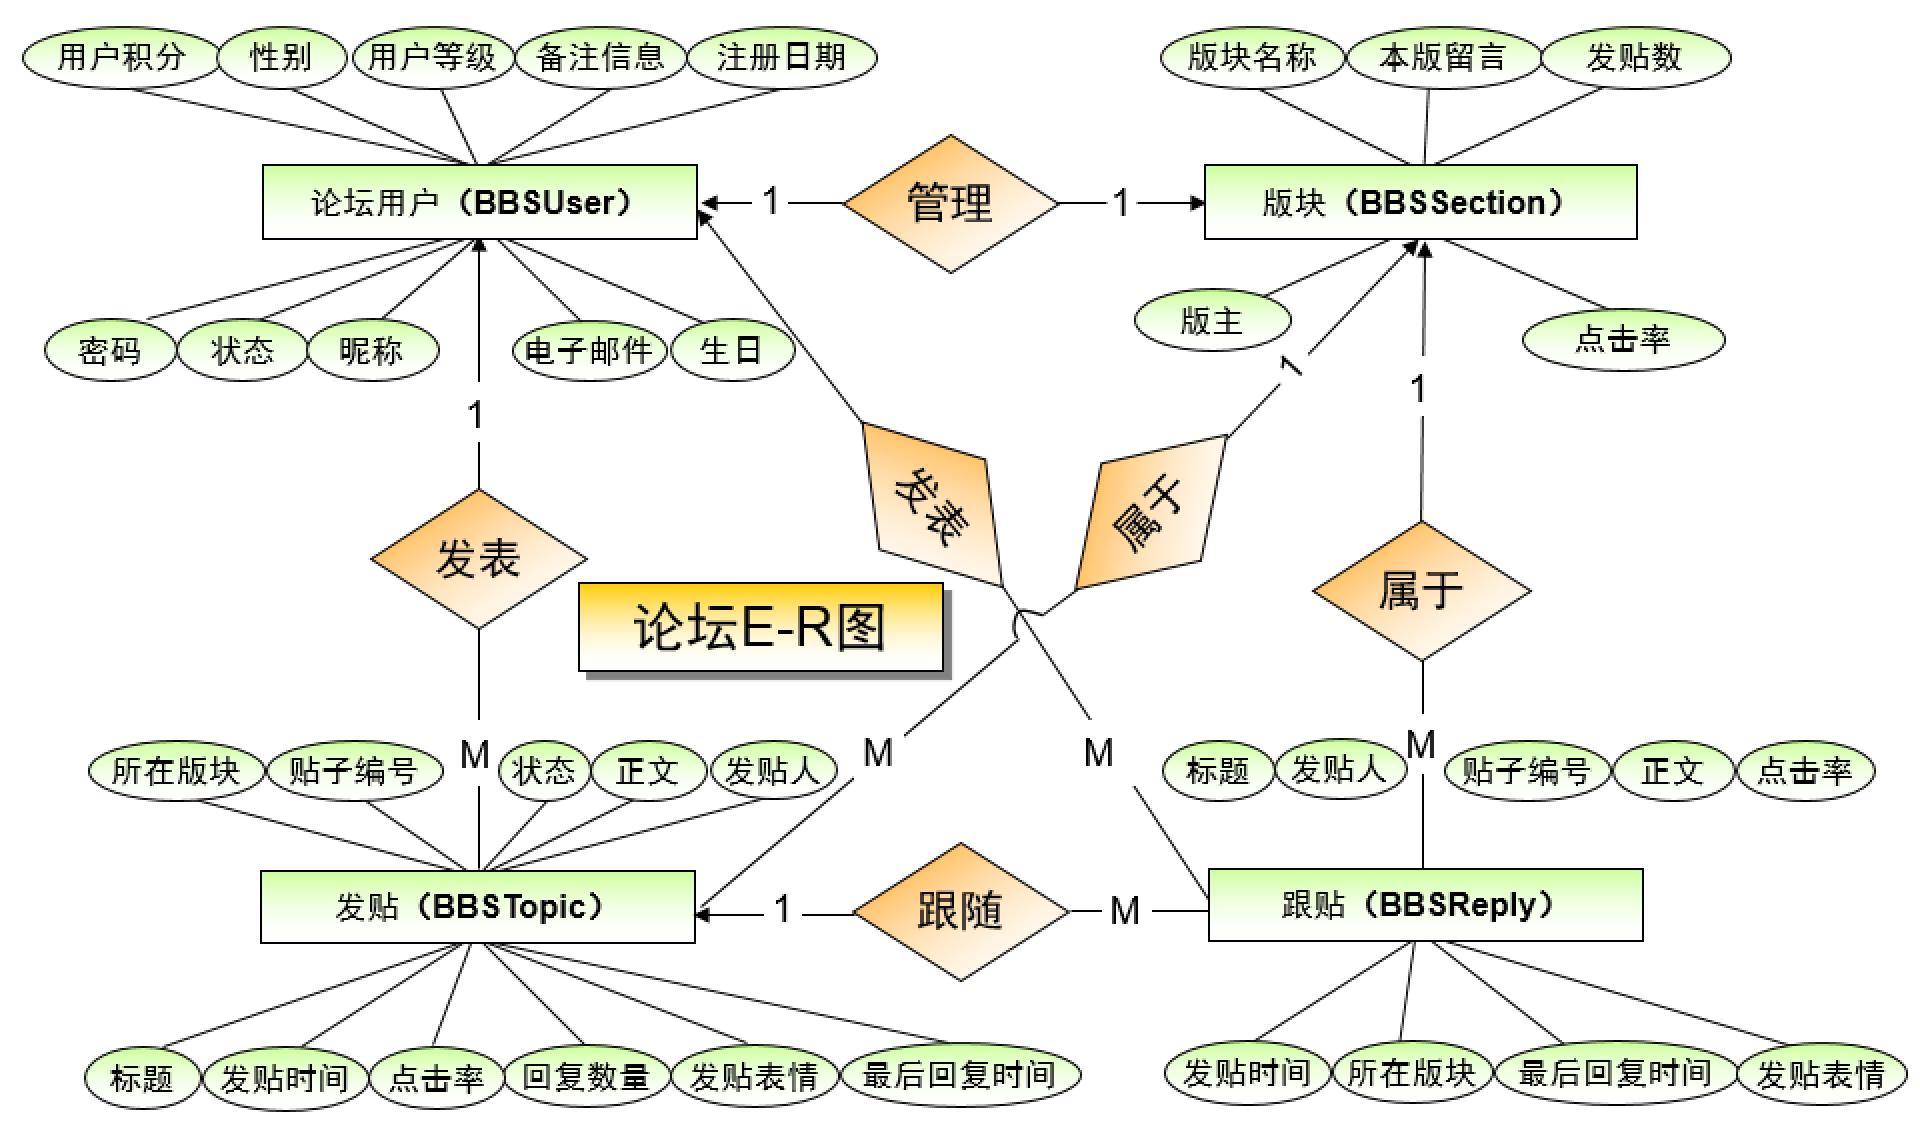 用户积分 性别 用户等级 备注信息 注册日期 版块名称 本版留言 发贴数
论坛用户（BBSUser） 1 管理 1 版块（BBSSection）
密码 状态 昵称 电子邮件 生日 版主 点击率
1 1 1
发表 发表 属于 属于
论坛E-R图
M M M M
所在版块 贴子编号 状态 正文 发贴人 标题 发贴人 贴子编号 正文 点击率
发贴（BBSTopic） 1 跟随 M 跟贴（BBSReply）
标题 发贴时间 点击率 回复数量 发贴表情 最后回复时间 发贴时间 所在版块 最后回复时间 发贴表情